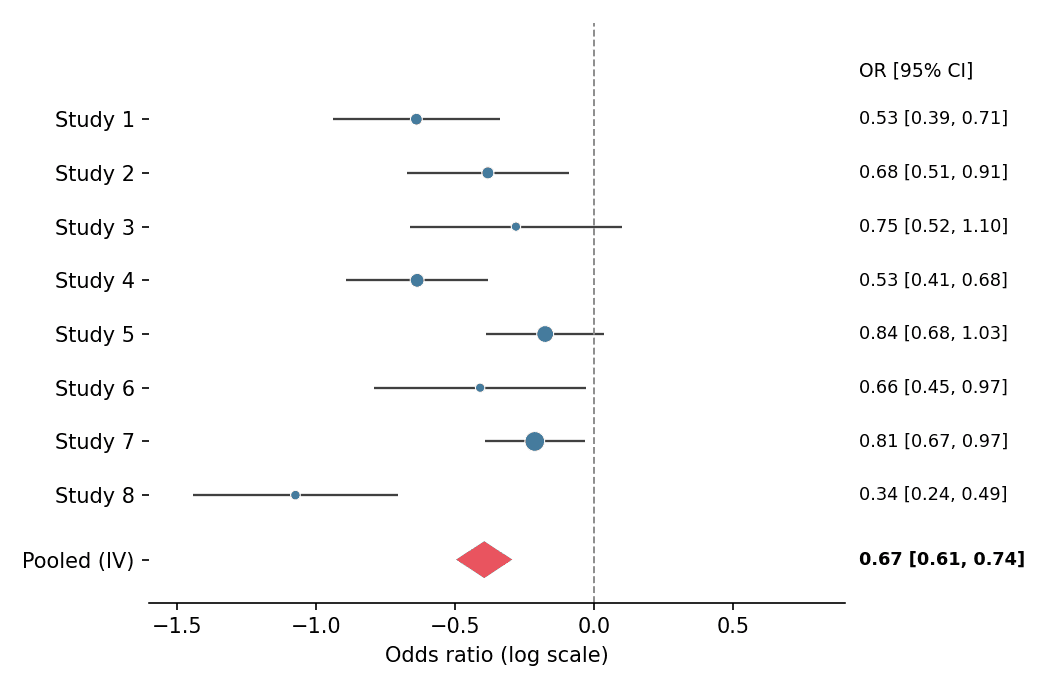 OR [95% CI]
Study 1 0.53 [0.39, 0.71]
Study 2 0.68 [0.51, 0.91]
Study 3 0.75 [0.52, 1.10]
Study 4 0.53 [0.41, 0.68]
Study 5 0.84 [0.68, 1.03]
Study 6 0.66 [0.45, 0.97]
Study 7 0.81 [0.67, 0.97]
Study 8 0.34 [0.24, 0.49]
Pooled (IV) 0.67 [0.61, 0.74]
−1.5 −1.0 −0.5 0.0 0.5
Odds ratio (log scale)